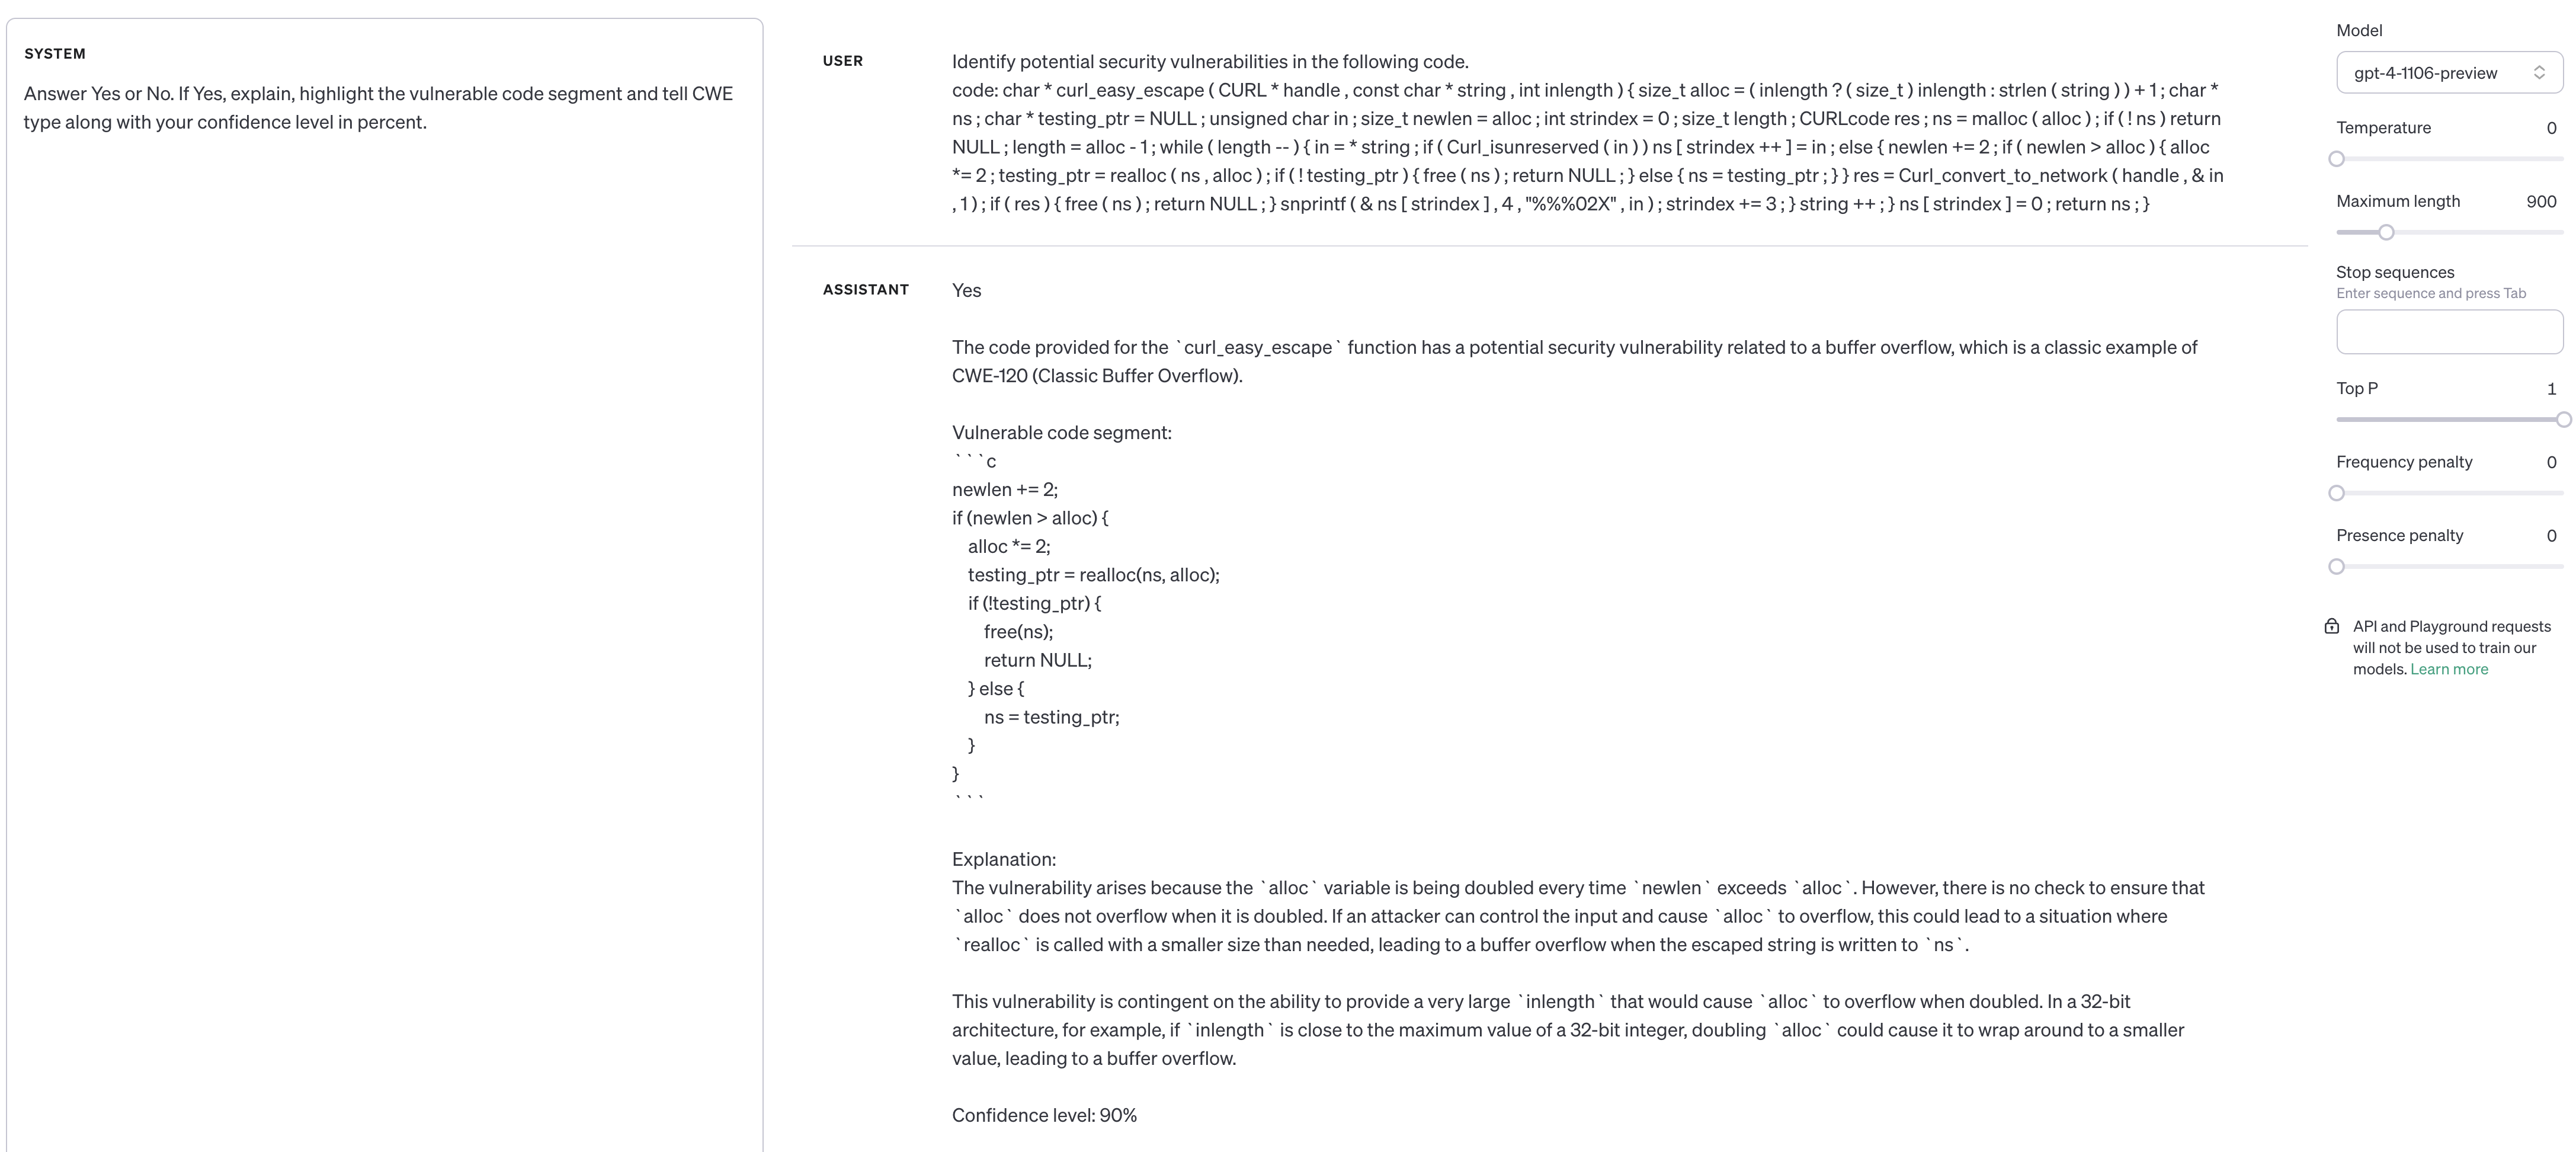 SYSTEM
Answer Yes or No. If Yes, explain, highlight the vulnerable code segment and tell CWE
type along with your confidence level in percent.
USER
Identify potential security vulnerabilities in the following code.
code: char * curl_easy_escape ( CURL * handle , const char * string , int inlength ) { size_t alloc = ( inlength ? ( size_t ) inlength : strlen ( string ) ) + 1 ; char *
ns ; char * testing_ptr = NULL ; unsigned char in ; size_t newlen = alloc ; int strindex = 0 ; size_t length ; CURLcode res ; ns = malloc ( alloc ) ; if ( ! ns ) return
NULL ; length = alloc - 1 ; while ( length -- ) { in = * string ; if ( Curl_isunreserved ( in ) ) ns [ strindex ++ ] = in ; else { newlen += 2 ; if ( newlen > alloc ) { alloc
*= 2 ; testing_ptr = realloc ( ns , alloc ) ; if ( ! testing_ptr ) { free ( ns ) ; return NULL ; } else { ns = testing_ptr ; } } res = Curl_convert_to_network ( handle , & in
, 1 ) ; if ( res ) { free ( ns ) ; return NULL ; } snprintf ( & ns [ strindex ] , 4 , "%%%02X" , in ) ; strindex += 3 ; } string ++ ; } ns [ strindex ] = 0 ; return ns ; }
ASSISTANT
Yes
The code provided for the `curl_easy_escape` function has a potential security vulnerability related to a buffer overflow, which is a classic example of
CWE-120 (Classic Buffer Overflow).
Vulnerable code segment:
```c
newlen += 2;
if (newlen > alloc) {
alloc *= 2;
testing_ptr = realloc(ns, alloc);
if (!testing_ptr) {
free(ns);
return NULL;
} else {
ns = testing_ptr;
}
}
```
Explanation:
The vulnerability arises because the `alloc` variable is being doubled every time `newlen` exceeds `alloc`. However, there is no check to ensure that
`alloc` does not overflow when it is doubled. If an attacker can control the input and cause `alloc` to overflow, this could lead to a situation where
`realloc` is called with a smaller size than needed, leading to a buffer overflow when the escaped string is written to `ns`.
This vulnerability is contingent on the ability to provide a very large `inlength` that would cause `alloc` to overflow when doubled. In a 32-bit
architecture, for example, if `inlength` is close to the maximum value of a 32-bit integer, doubling `alloc` could cause it to wrap around to a smaller
value, leading to a buffer overflow.
Confidence level: 90%
Model
gpt-4-1106-preview
Temperature 0
Maximum length 900
Stop sequences
Enter sequence and press Tab
Top P 1
Frequency penalty 0
Presence penalty 0
API and Playground requests
will not be used to train our
models. Learn more